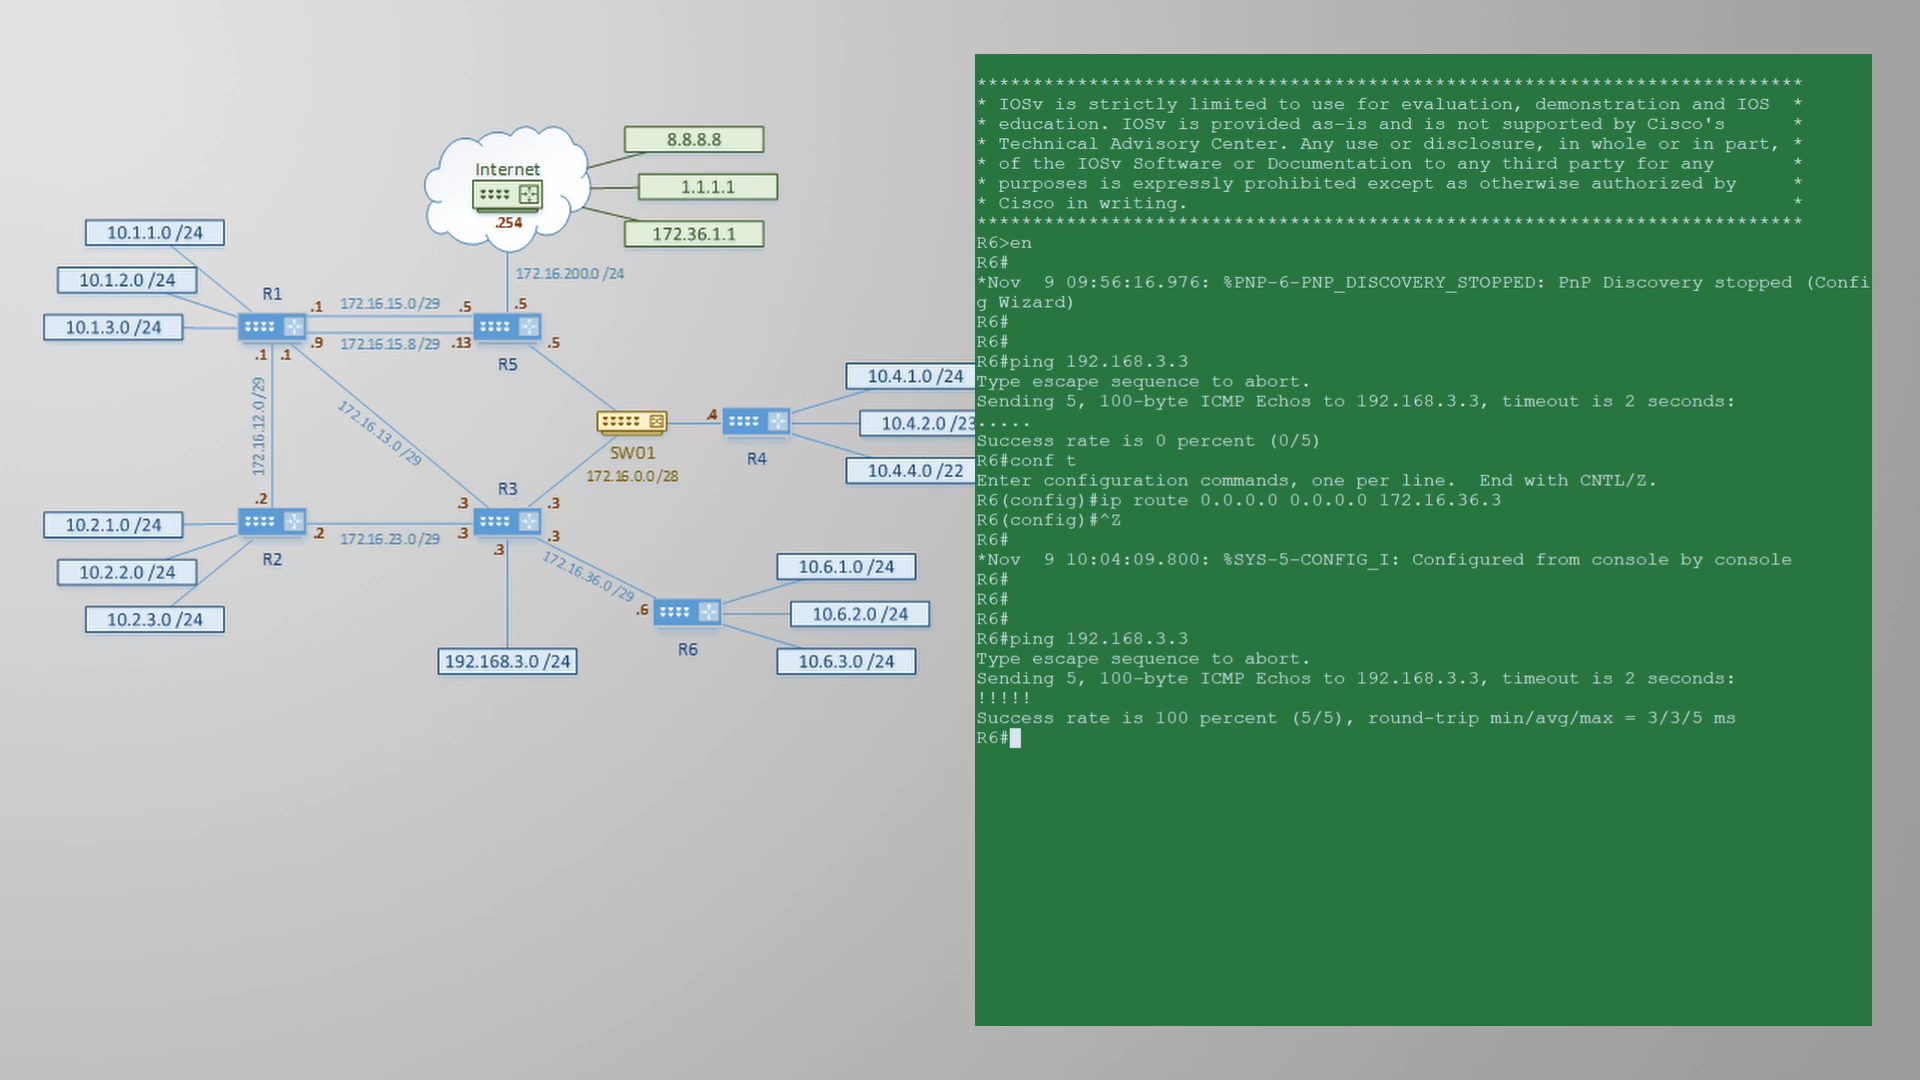 Internet
.254
8.8.8.8
1.1.1.1
172.36.1.1
172.16.200.0 /24
10.1.1.0 /24
10.1.2.0 /24
10.1.3.0 /24
R1
.1
172.16.15.0/29
.5
.5
.9
172.16.15.8/29
.13
.5
R5
.1
.1
172.16.12.0/29
172.16.13.0/29
SW01
172.16.0.0/28
.4
R4
10.4.1.0 /24
10.4.2.0 /23
10.4.4.0 /22
.2
R3
.3
.3
10.2.1.0 /24
10.2.2.0 /24
10.2.3.0 /24
R2
.2
172.16.23.0/29
.3
.3
.3
172.16.36.0 /29
.6
R6
10.6.1.0 /24
10.6.2.0 /24
10.6.3.0 /24
192.168.3.0 /24
**************************************************************************
* IOSv is strictly limited to use for evaluation, demonstration and IOS  *
* education. IOSv is provided as-is and is not supported by Cisco's      *
* Technical Advisory Center. Any use or disclosure, in whole or in part, *
* of the IOSv Software or Documentation to any third party for any       *
* purposes is expressly prohibited except as otherwise authorized by     *
* Cisco in writing.                                                      *
**************************************************************************
R6>en
R6#
*Nov  9 09:56:16.976: %PNP-6-PNP_DISCOVERY_STOPPED: PnP Discovery stopped (Confi
g Wizard)
R6#
R6#
R6#ping 192.168.3.3
Type escape sequence to abort.
Sending 5, 100-byte ICMP Echos to 192.168.3.3, timeout is 2 seconds:
.....
Success rate is 0 percent (0/5)
R6#conf t
Enter configuration commands, one per line.  End with CNTL/Z.
R6(config)#ip route 0.0.0.0 0.0.0.0 172.16.36.3
R6(config)#^Z
R6#
*Nov  9 10:04:09.800: %SYS-5-CONFIG_I: Configured from console by console
R6#
R6#
R6#
R6#ping 192.168.3.3
Type escape sequence to abort.
Sending 5, 100-byte ICMP Echos to 192.168.3.3, timeout is 2 seconds:
!!!!!
Success rate is 100 percent (5/5), round-trip min/avg/max = 3/3/5 ms
R6#